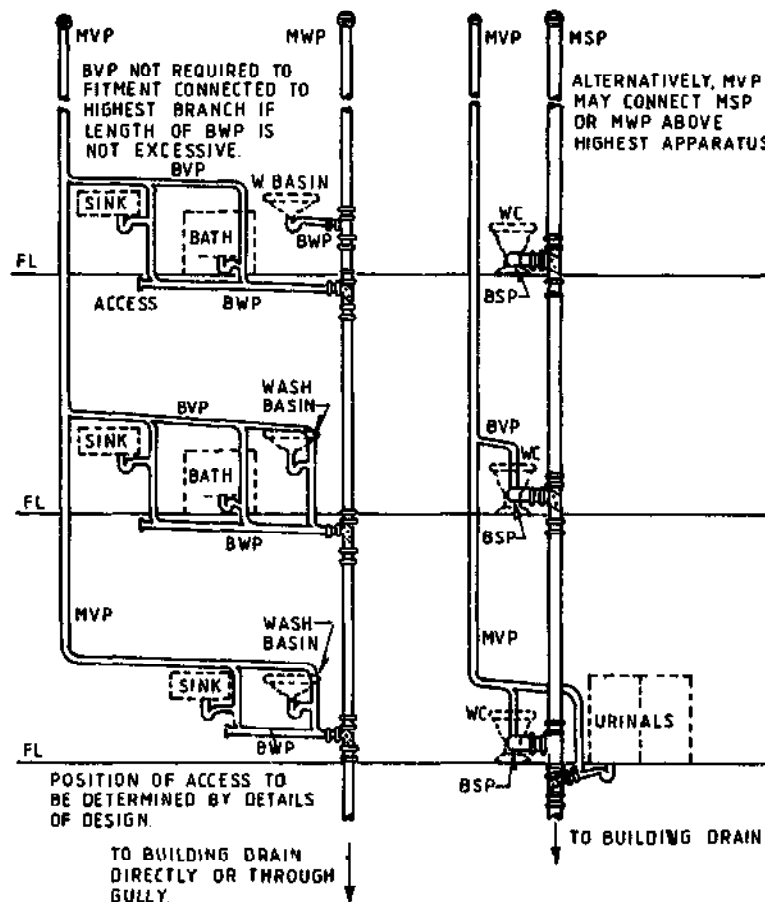 MVP
MWP
MVP
MSP
BVP NOT REQUIRED TO
FITMENT CONNECTED TO
HIGHEST BRANCH IF
LENGTH OF BWP IS
NOT EXCESSIVE.
ALTERNATIVELY, MVP
MAY CONNECT MSP
OR MWP ABOVE
HIGHEST APPARATUS
BVP
W. BASIN
SINK
BATH
BWP
WC
FL
ACCESS
BWP
BSP
WASH
BASIN
BVP
SINK
BATH
BVP
WC
FL
BWP
BSP
MVP
WASH
BASIN
MVP
SINK
WC
URINALS
BWP
FL
BSP
POSITION OF ACCESS TO
BE DETERMINED BY DETAILS
OF DESIGN.
TO BUILDING DRAIN
DIRECTLY OR THROUGH
GULLY.
TO BUILDING DRAIN